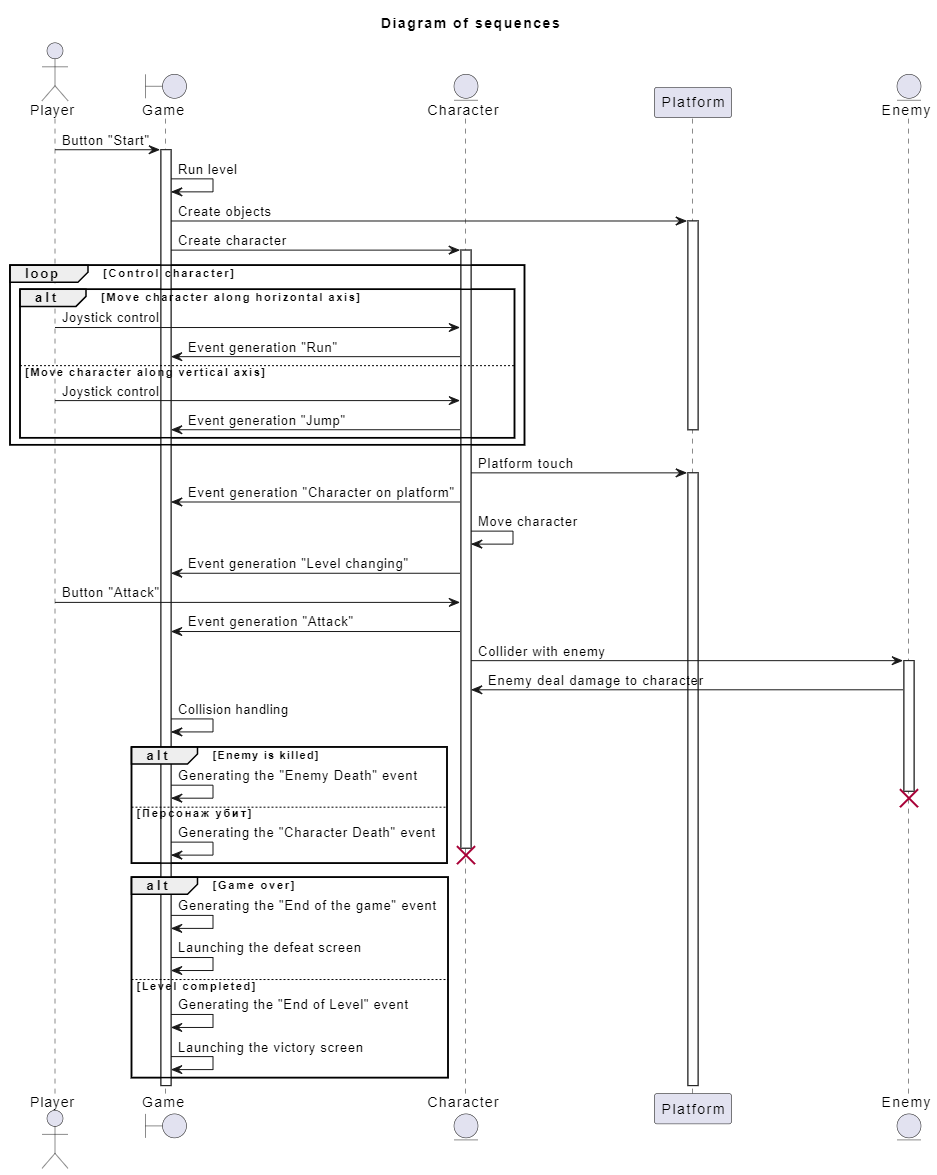 Diagram of sequences
Player
Game
Character
Platform
Enemy
Button "Start"
Run level
Create objects
Create character
loop [Control character]
alt [Move character along horizontal axis]
Joystick control
Event generation "Run"
[Move character along vertical axis]
Joystick control
Event generation "Jump"
Platform touch
Event generation "Character on platform"
Move character
Event generation "Level changing"
Button "Attack"
Event generation "Attack"
Collider with enemy
Enemy deal damage to character
Collision handling
alt [Enemy is killed]
Generating the "Enemy Death" event
[Персонаж убит]
Generating the "Character Death" event
alt [Game over]
Generating the "End of the game" event
Launching the defeat screen
[Level completed]
Generating the "End of Level" event
Launching the victory screen
Player
Game
Character
Platform
Enemy